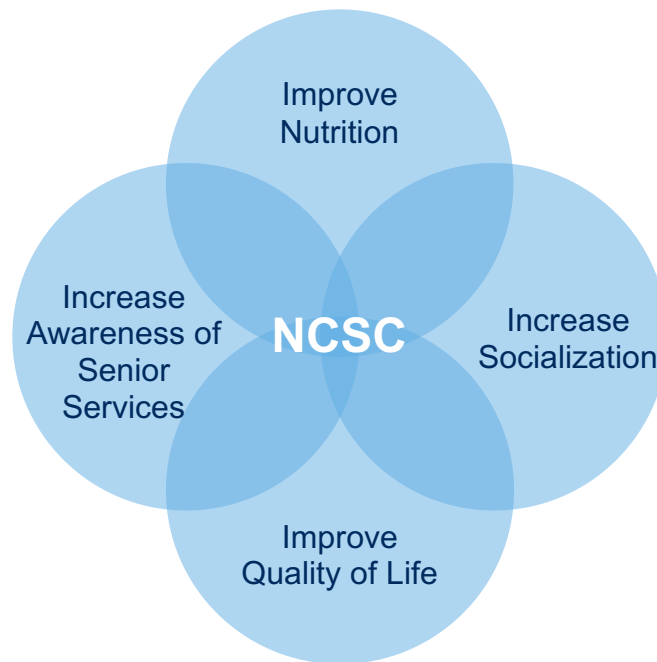 Improve
Nutrition
Increase
Awareness of
Senior
Services
NCSC
Increase
Socialization
Improve
Quality of Life